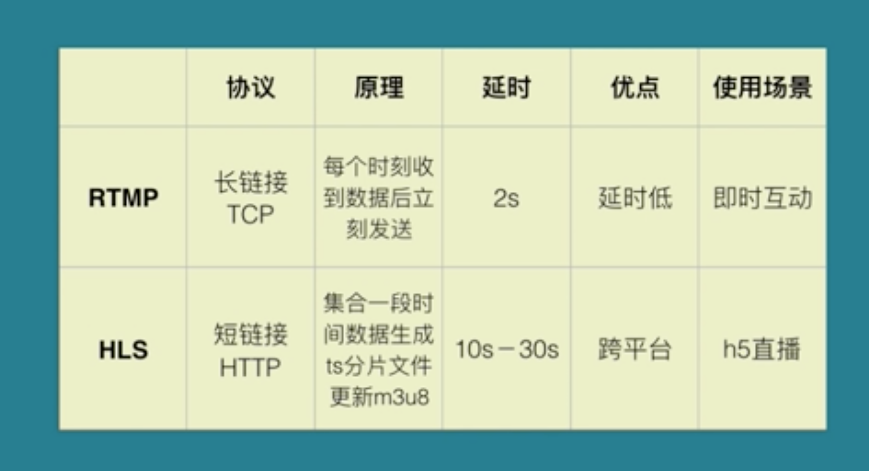 协议 原理 延时 优点 使用场景
RTMP
长链接
TCP
每个时刻收
到数据后立
刻发送
2s
延时低
即时互动
HLS
短链接
HTTP
集合一段时
间数据生成
ts分片文件
更新m3u8
10s－30s
跨平台
h5直播